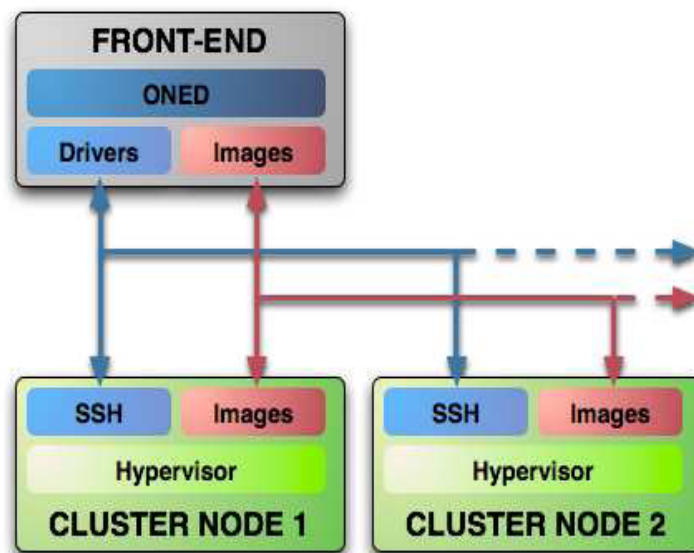 FRONT-END
ONED
Drivers Images
SSH Images
Hypervisor
CLUSTER NODE 1
SSH Images
Hypervisor
CLUSTER NODE 2